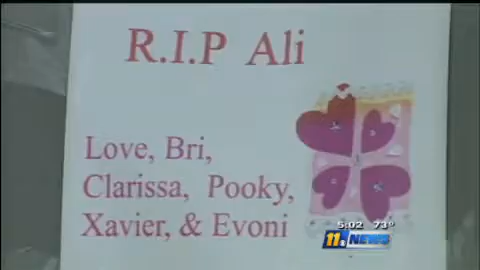 R.I.P Ali
Love, Bri,
Clarissa, Pooky,
Xavier, & Evoni
5:02 73°
11 NEWS